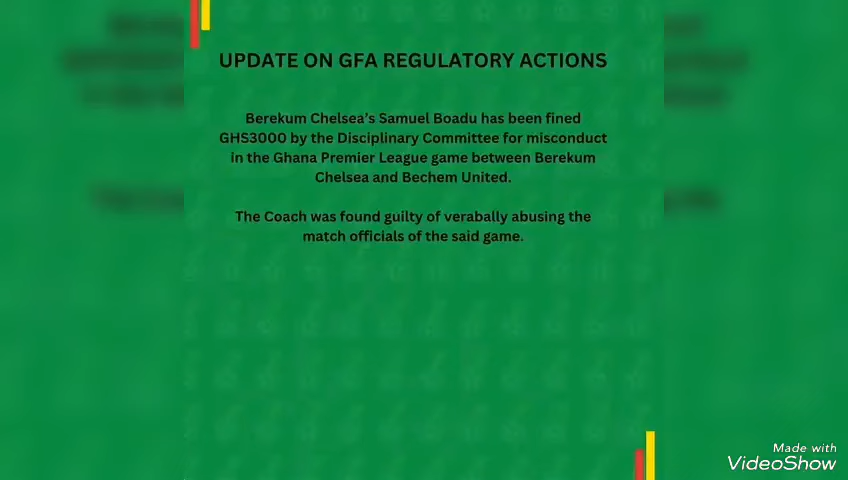 UPDATE ON GFA REGULATORY ACTIONS
Berekum Chelsea's Samuel Boadu has been fined
GHS3000 by the Disciplinary Committee for misconduct
in the Ghana Premier League game between Berekum
Chelsea and Bechem United.
The Coach was found guilty of verabally abusing the
match officials of the said game.
Made with
VideoShow